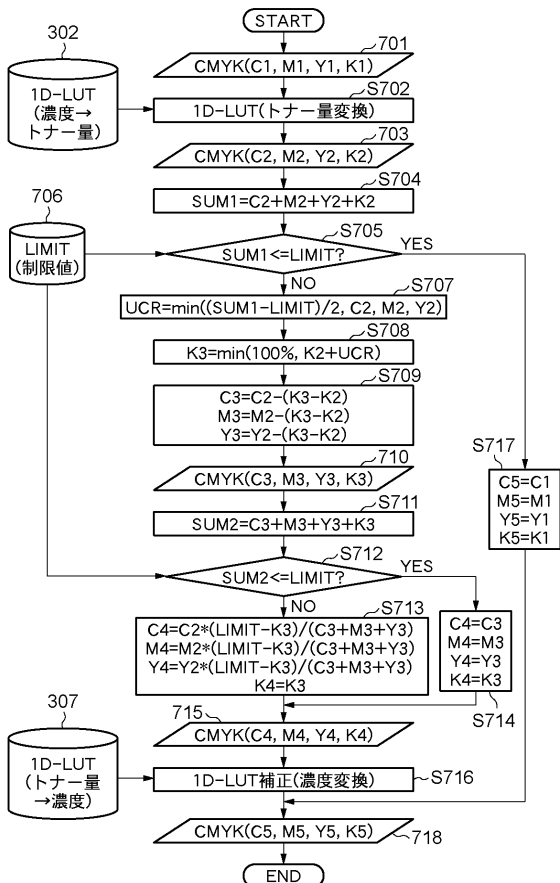 START
302
701
CMYK(C1, M1, Y1, K1)
1D-LUT
(濃度→
トナー量)
S702
1D-LUT(トナー量変換)
703
CMYK(C2, M2, Y2, K2)
S704
SUM1=C2+M2+Y2+K2
706
S705
LIMIT
(制限値)
SUM1<=LIMIT?
YES
NO
S707
UCR=min((SUM1-LIMIT)/2, C2, M2, Y2)
S708
K3=min(100%, K2+UCR)
S709
C3=C2-(K3-K2)
M3=M2-(K3-K2)
Y3=Y2-(K3-K2)
S717
C5=C1
M5=M1
Y5=Y1
K5=K1
710
CMYK(C3, M3, Y3, K3)
S711
SUM2=C3+M3+Y3+K3
S712
SUM2<=LIMIT?
YES
NO
S713
C4=C2*(LIMIT-K3)/(C3+M3+Y3)
M4=M2*(LIMIT-K3)/(C3+M3+Y3)
Y4=Y2*(LIMIT-K3)/(C3+M3+Y3)
K4=K3
C4=C3
M4=M3
Y4=Y3
K4=K3
S714
307
715
CMYK(C4, M4, Y4, K4)
1D-LUT
(トナー量
→濃度)
1D-LUT補正(濃度変換)
S716
CMYK(C5, M5, Y5, K5)
718
END